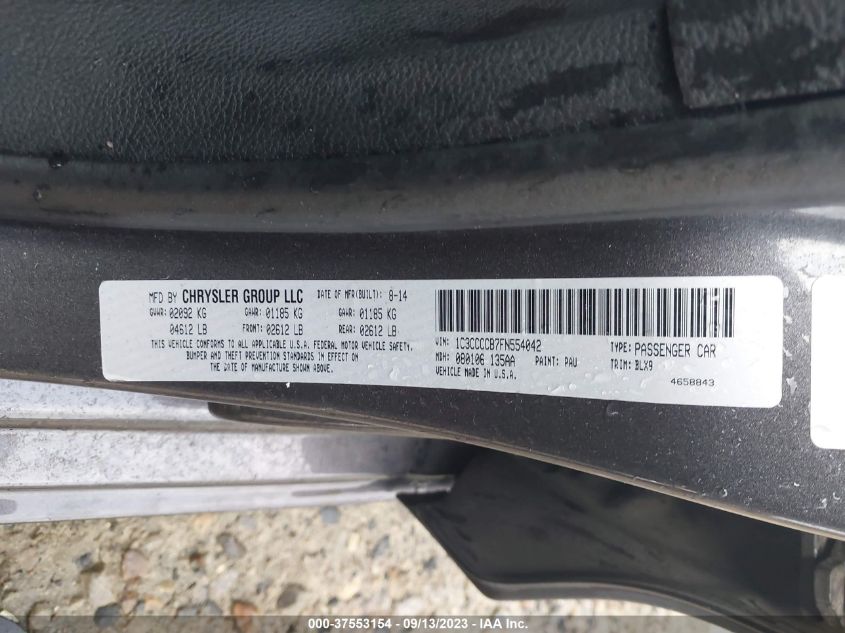 MFD BY CHRYSLER GROUP LLC DATE OF MFR(BUILT): 8-14
GVWR: 02092 KG GAWR: 01185 KG GAWR: 01185 KG
04612 LB FRONT: 02612 LB REAR: 02612 LB
THIS VEHICLE CONFORMS TO ALL APPLICABLE U.S.A. FEDERAL MOTOR VEHICLE SAFETY,
BUMPER AND THEFT PREVENTION STANDARDS IN EFFECT ON
THE DATE OF MANUFACTURE SHOWN ABOVE.
VIN: 1C3CCCCB7FN554042 TYPE: PASSENGER CAR
MDH: 080106 135AA PAINT: PAU TRIM: BLX9
VEHICLE MADE IN U.S.A. 4658843
000-37553154 - 09/13/2023 - IAA Inc.